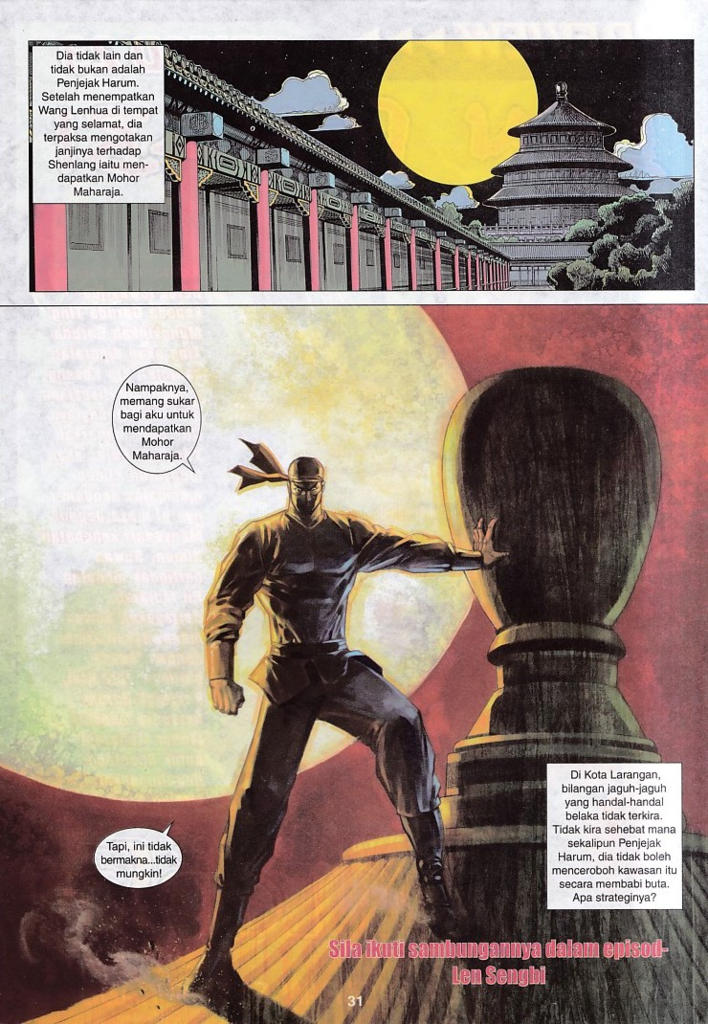 Dia tidak lain dan
tidak bukan adalah
Penjejak Harum.
Setelah menempatkan
Wang Lenhua di tempat
yang selamat, dia
terpaksa mengotakan
janjinya terhadap
Shenlang iaitu men-
dapatkan Mohor
Maharaja.
Nampaknya,
memang sukar
bagi aku untuk
mendapatkan
Mohor
Maharaja.
Tapi, ini tidak
bermakna...tidak
mungkin!
Di Kota Larangan,
bilangan jaguh-jaguh
yang handal-handal
belaka tidak terkira.
Tidak kira sehebat mana
sekalipun Penjejak
Harum, dia tidak boleh
menceroboh kawasan itu
secara membabi buta.
Apa strateginya?
Sila ikuti sambungannya dalam episod-
Len Sengbi
31